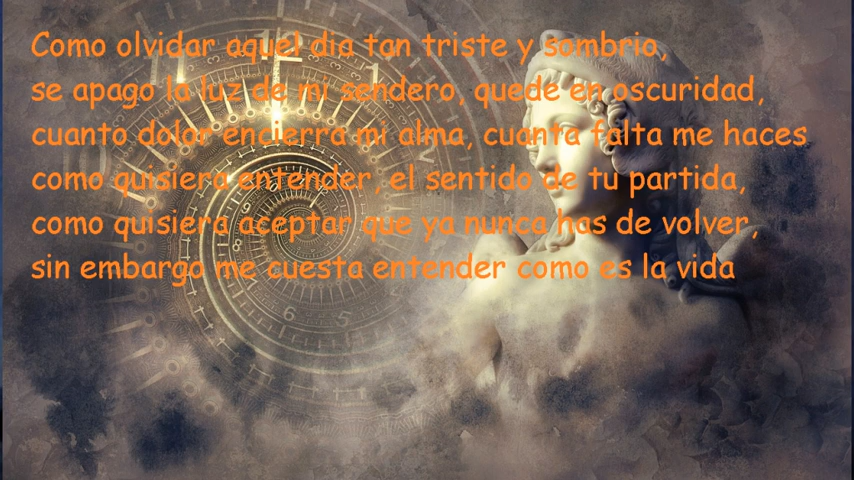 Como olvidar aquel dia tan triste y sombrio,
se apago la luz de mi sendero, quede en oscuridad,
cuanto dolor encierra mi alma, cuanta falta me haces
como quisiera entender, el sentido de tu partida,
como quisiera aceptar que ya nunca has de volver,
sin embargo me cuesta entender como es la vida